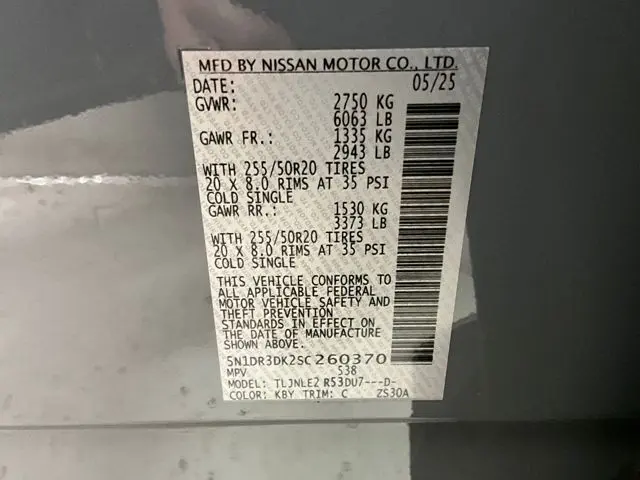 MFD BY NISSAN MOTOR CO., LTD.
DATE: 05/25
GVWR: 2750 KG
6063 LB
GAWR FR.: 1335 KG
2943 LB
WITH 255/50R20 TIRES
20 X 8.0 RIMS AT 35 PSI
COLD SINGLE
GAWR RR.: 1530 KG
3373 LB
WITH 255/50R20 TIRES
20 X 8.0 RIMS AT 35 PSI
COLD SINGLE
THIS VEHICLE CONFORMS TO
ALL APPLICABLE FEDERAL
MOTOR VEHICLE SAFETY AND
THEFT PREVENTION
STANDARDS IN EFFECT ON
THE DATE OF MANUFACTURE
SHOWN ABOVE.
5N1DR3DK2SC260370
MPV 538
MODEL: TLJNLE2 R53DU7---D-
COLOR: KBY TRIM: C ZS30A